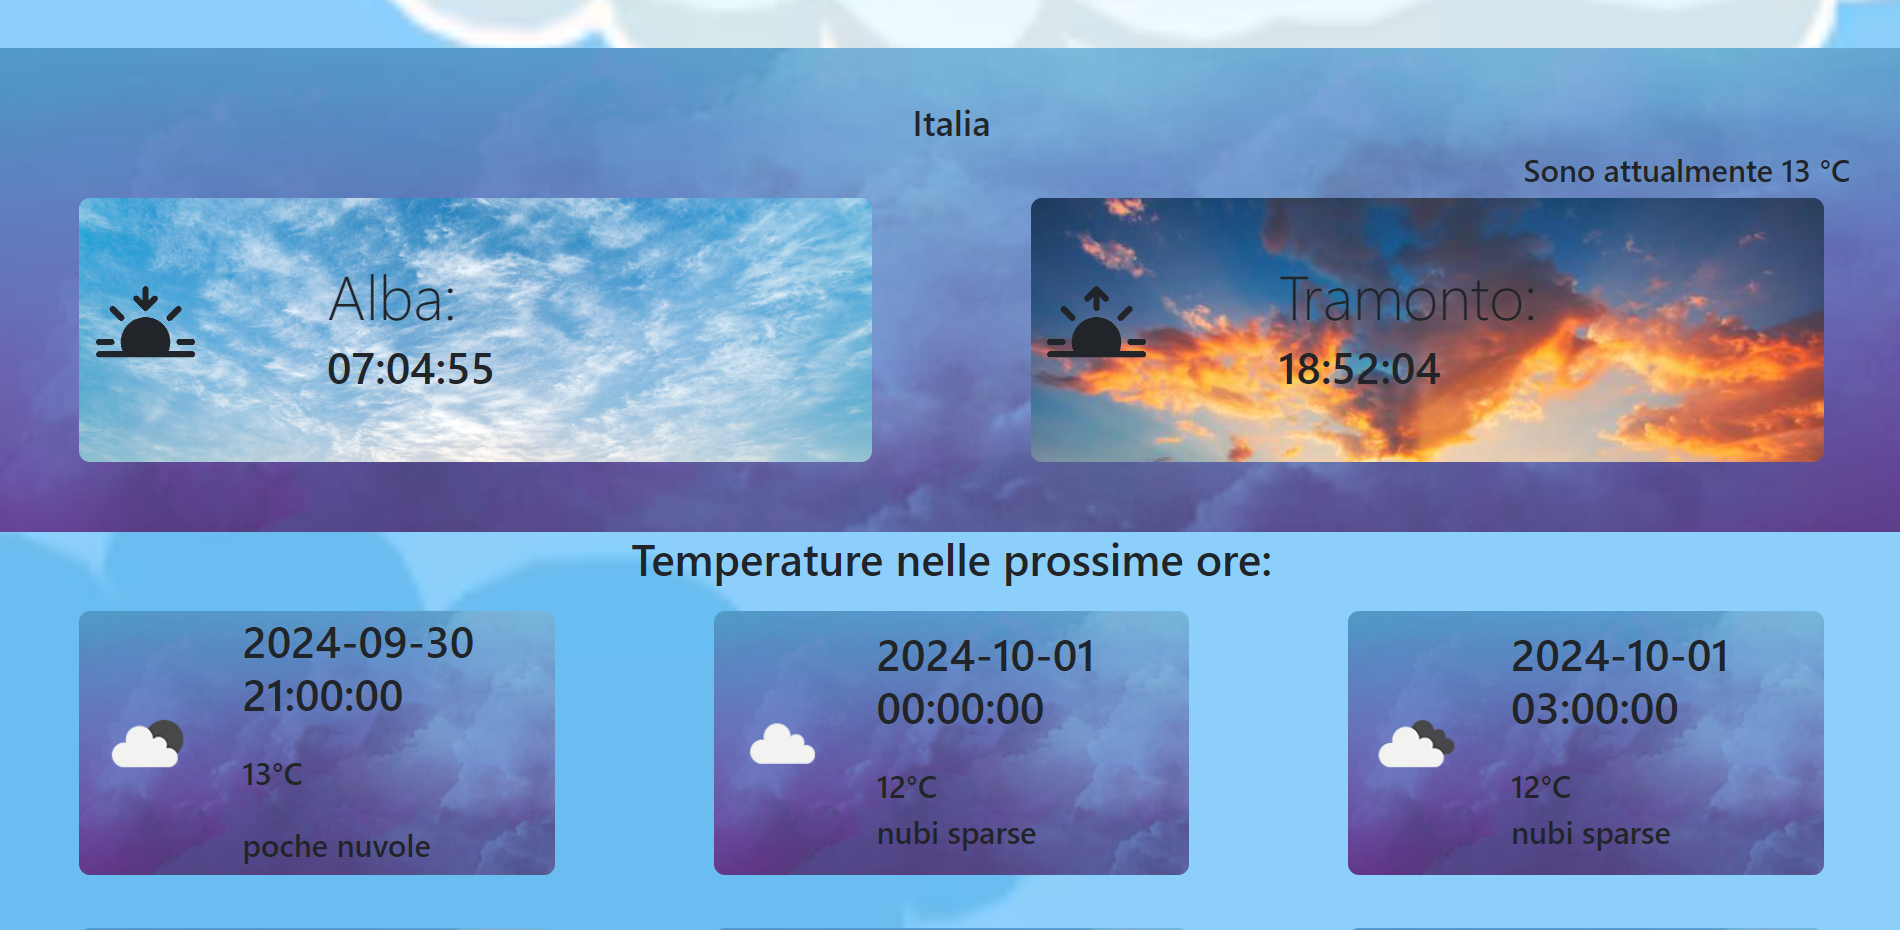 Italia
Sono attualmente 13 °C
Alba:
07:04:55
Tramonto:
18:52:04
Temperature nelle prossime ore:
2024-09-30
21:00:00
13°C
poche nuvole
2024-10-01
00:00:00
12°C
nubi sparse
2024-10-01
03:00:00
12°C
nubi sparse